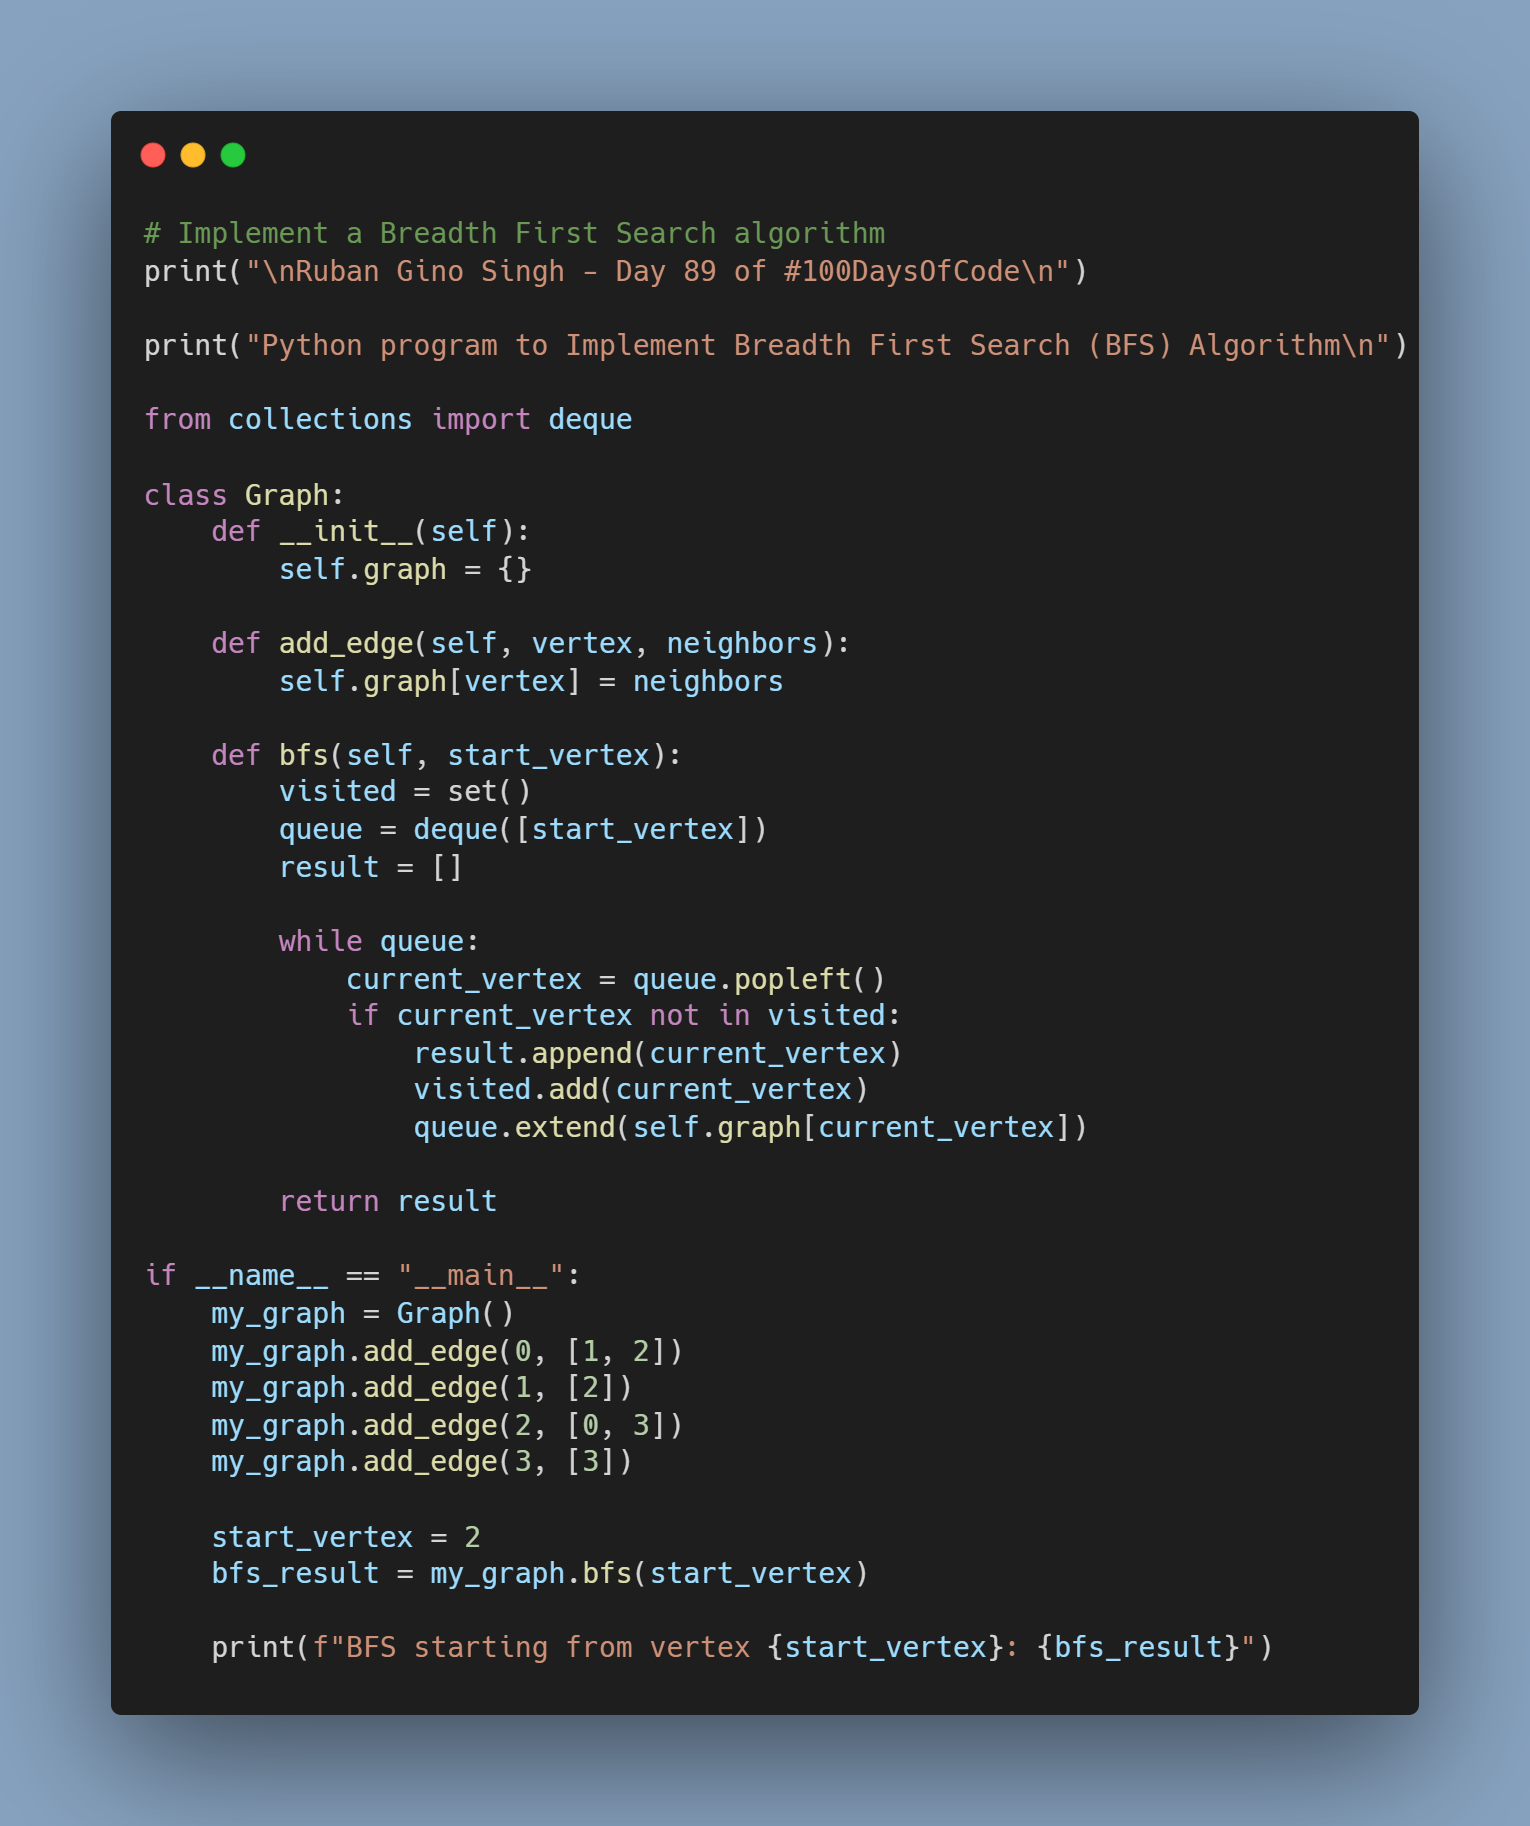 # Implement a Breadth First Search algorithm
print("\nRuban Gino Singh - Day 89 of #100DaysOfCode\n")

print("Python program to Implement Breadth First Search (BFS) Algorithm\n")

from collections import deque

class Graph:
    def __init__(self):
        self.graph = {}

    def add_edge(self, vertex, neighbors):
        self.graph[vertex] = neighbors

    def bfs(self, start_vertex):
        visited = set()
        queue = deque([start_vertex])
        result = []

        while queue:
            current_vertex = queue.popleft()
            if current_vertex not in visited:
                result.append(current_vertex)
                visited.add(current_vertex)
                queue.extend(self.graph[current_vertex])

        return result

if __name__ == "__main__":
    my_graph = Graph()
    my_graph.add_edge(0, [1, 2])
    my_graph.add_edge(1, [2])
    my_graph.add_edge(2, [0, 3])
    my_graph.add_edge(3, [3])

    start_vertex = 2
    bfs_result = my_graph.bfs(start_vertex)

    print(f"BFS starting from vertex {start_vertex}: {bfs_result}")